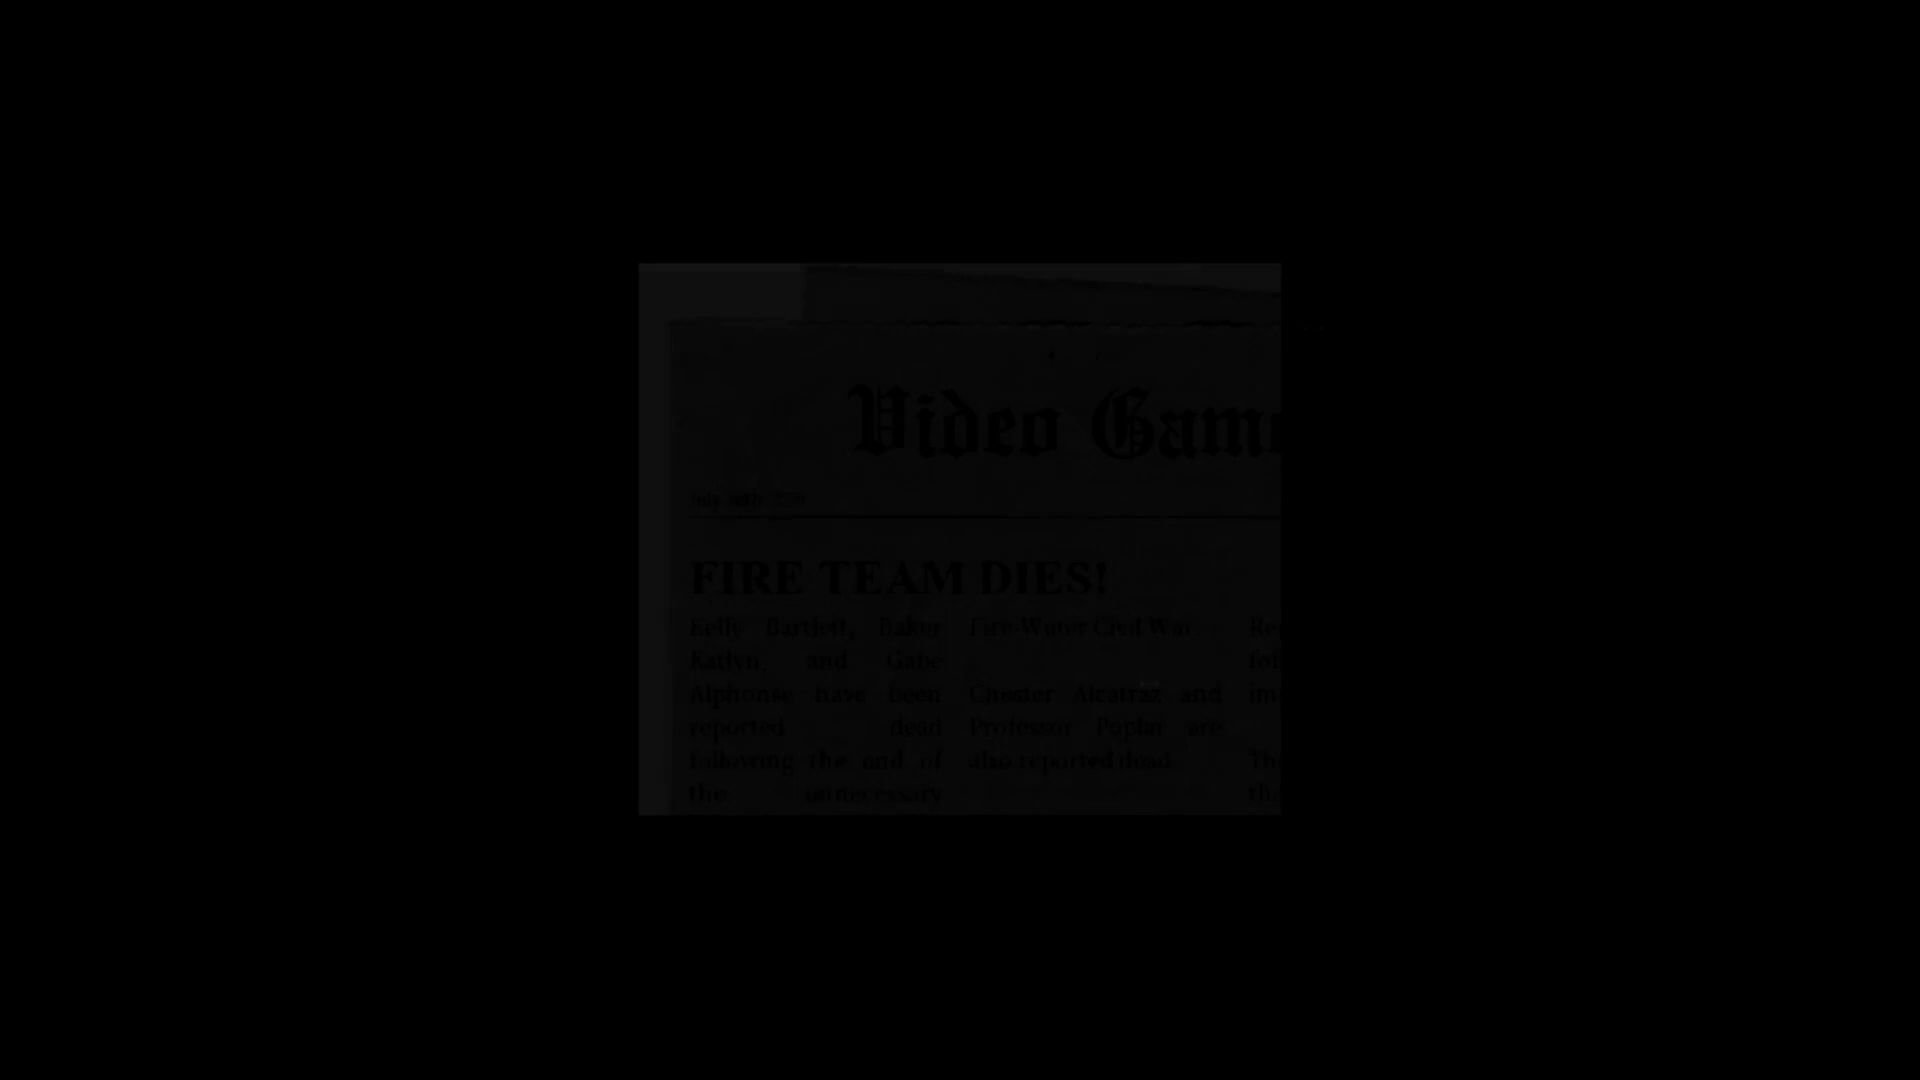 Video Gam
FIRE TEAM DIES!
Kelly Bartlett, Baker
Katlyn, and Gabe
Alphonse have been
reported dead
following the end of
the unnecessary
Fire-Water Civil War.
Chester Alcatraz and
Professor Poplar are
also reported dead.